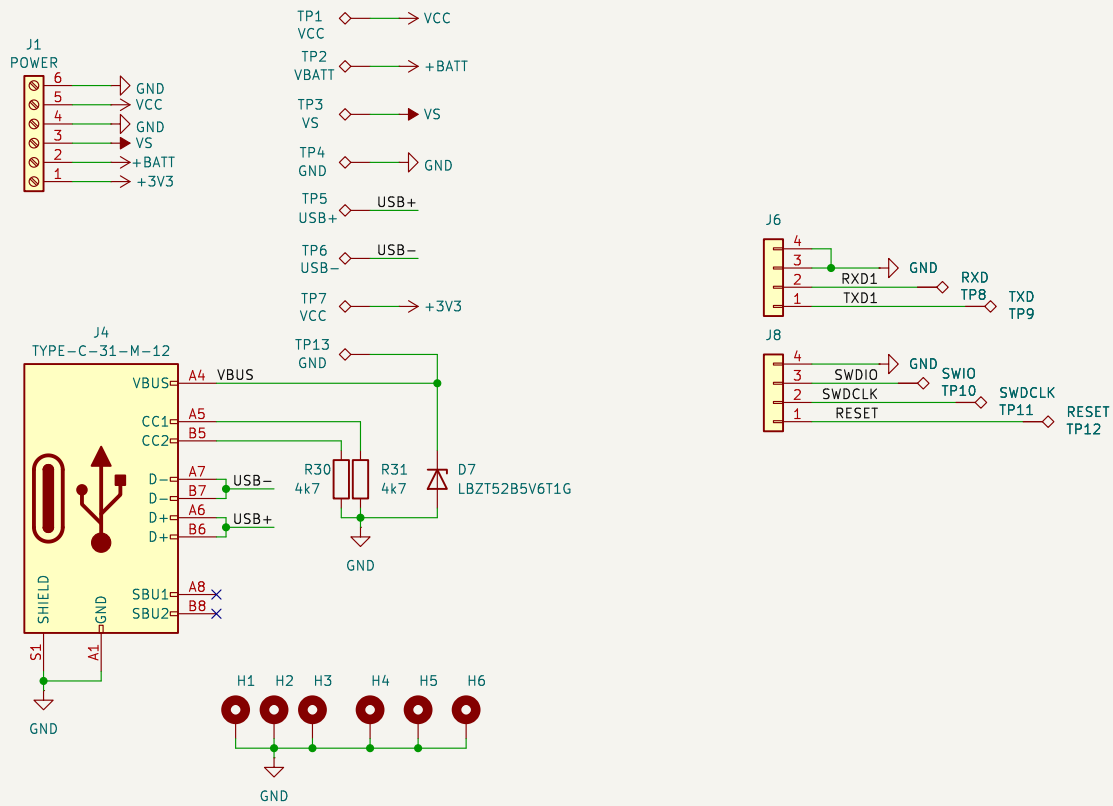 J1
POWER
6
GND
5
VCC
4
GND
3
VS
2
+BATT
1
+3V3
TP1
VCC
VCC
TP2
VBATT
+BATT
TP3
VS
VS
TP4
GND
GND
TP5
USB+
USB+
TP6
USB-
USB-
TP7
VCC
+3V3
TP13
GND
J4
TYPE-C-31-M-12
VBUS
A4
VBUS
CC1
A5
CC2
B5
D-
A7
D-
B7
USB-
D+
A6
D+
B6
USB+
SBU1
A8
SBU2
B8
SHIELD
GND
S1
A1
GND
R30
4k7
R31
4k7
D7
LBZT52B5V6T1G
GND
H1
H2
H3
H4
H5
H6
GND
J6
4
3
GND
2
RXD1
RXD
TP8
1
TXD1
TXD
TP9
J8
4
GND
3
SWDIO
SWIO
TP10
2
SWDCLK
SWDCLK
TP11
1
RESET
RESET
TP12